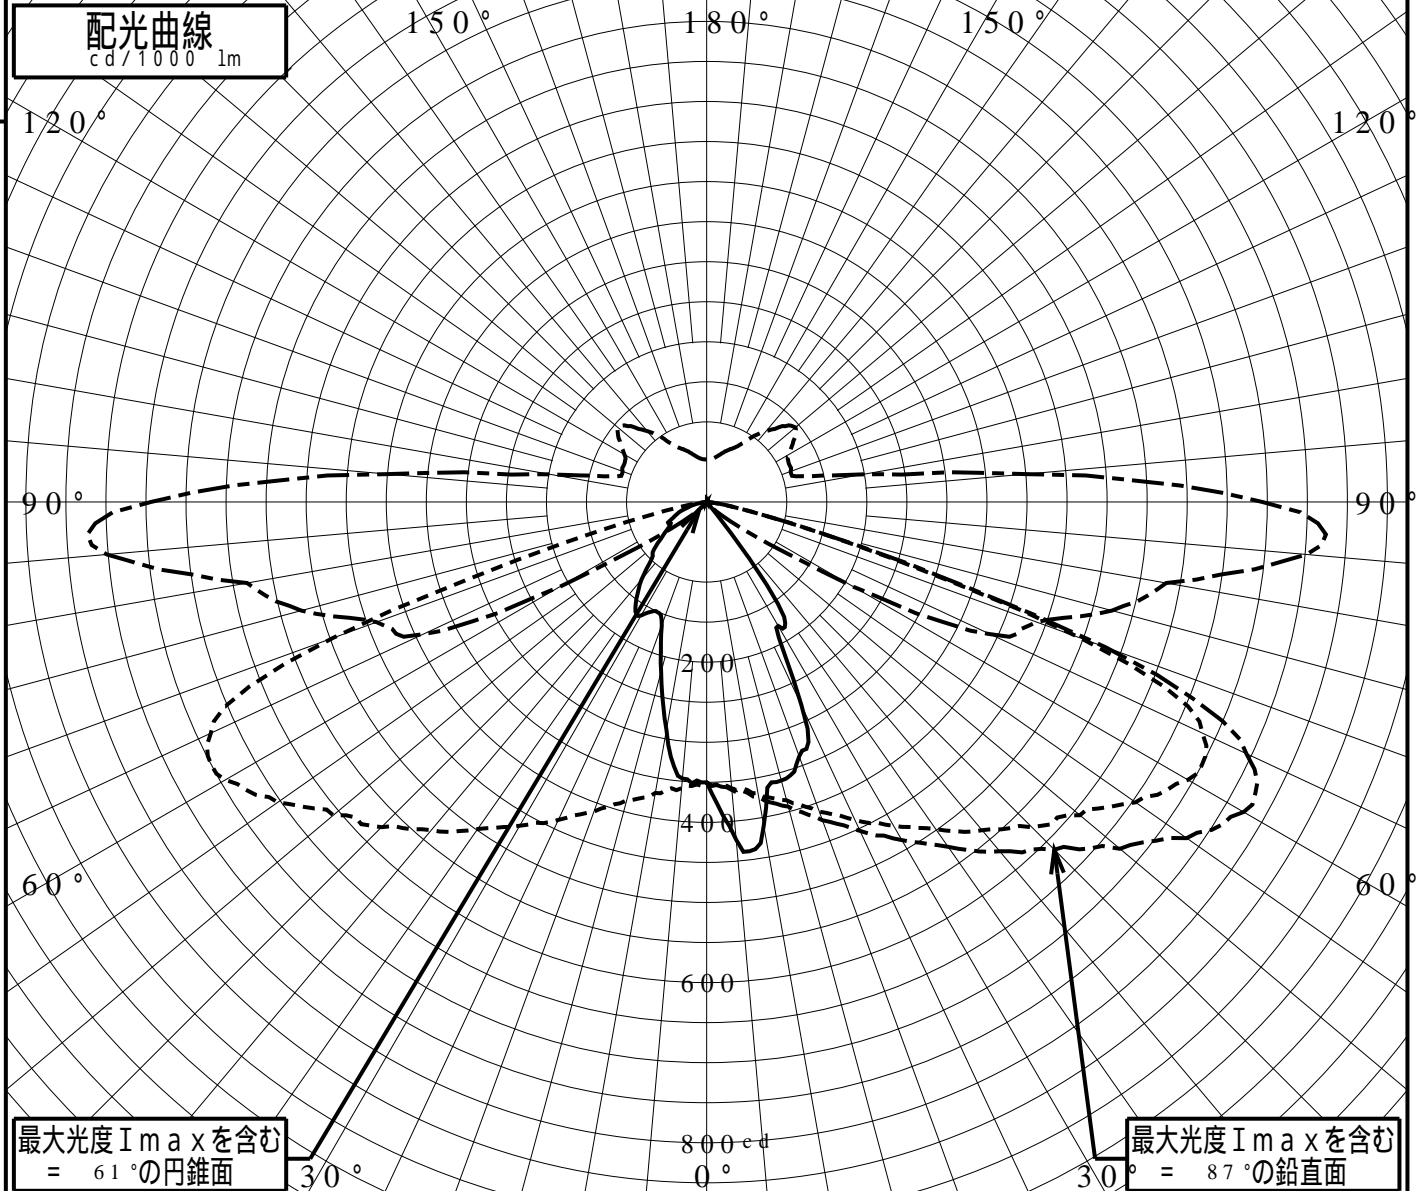 配光曲線
cd/1000 lm
150° 180° 150°
120° 120°
90° 90°
200
400
60° 60°
600
800cd
最大光度Imaxを含む
= 61°の円錐面
30° 0° 30°
最大光度Imaxを含む
= 87°の鉛直面